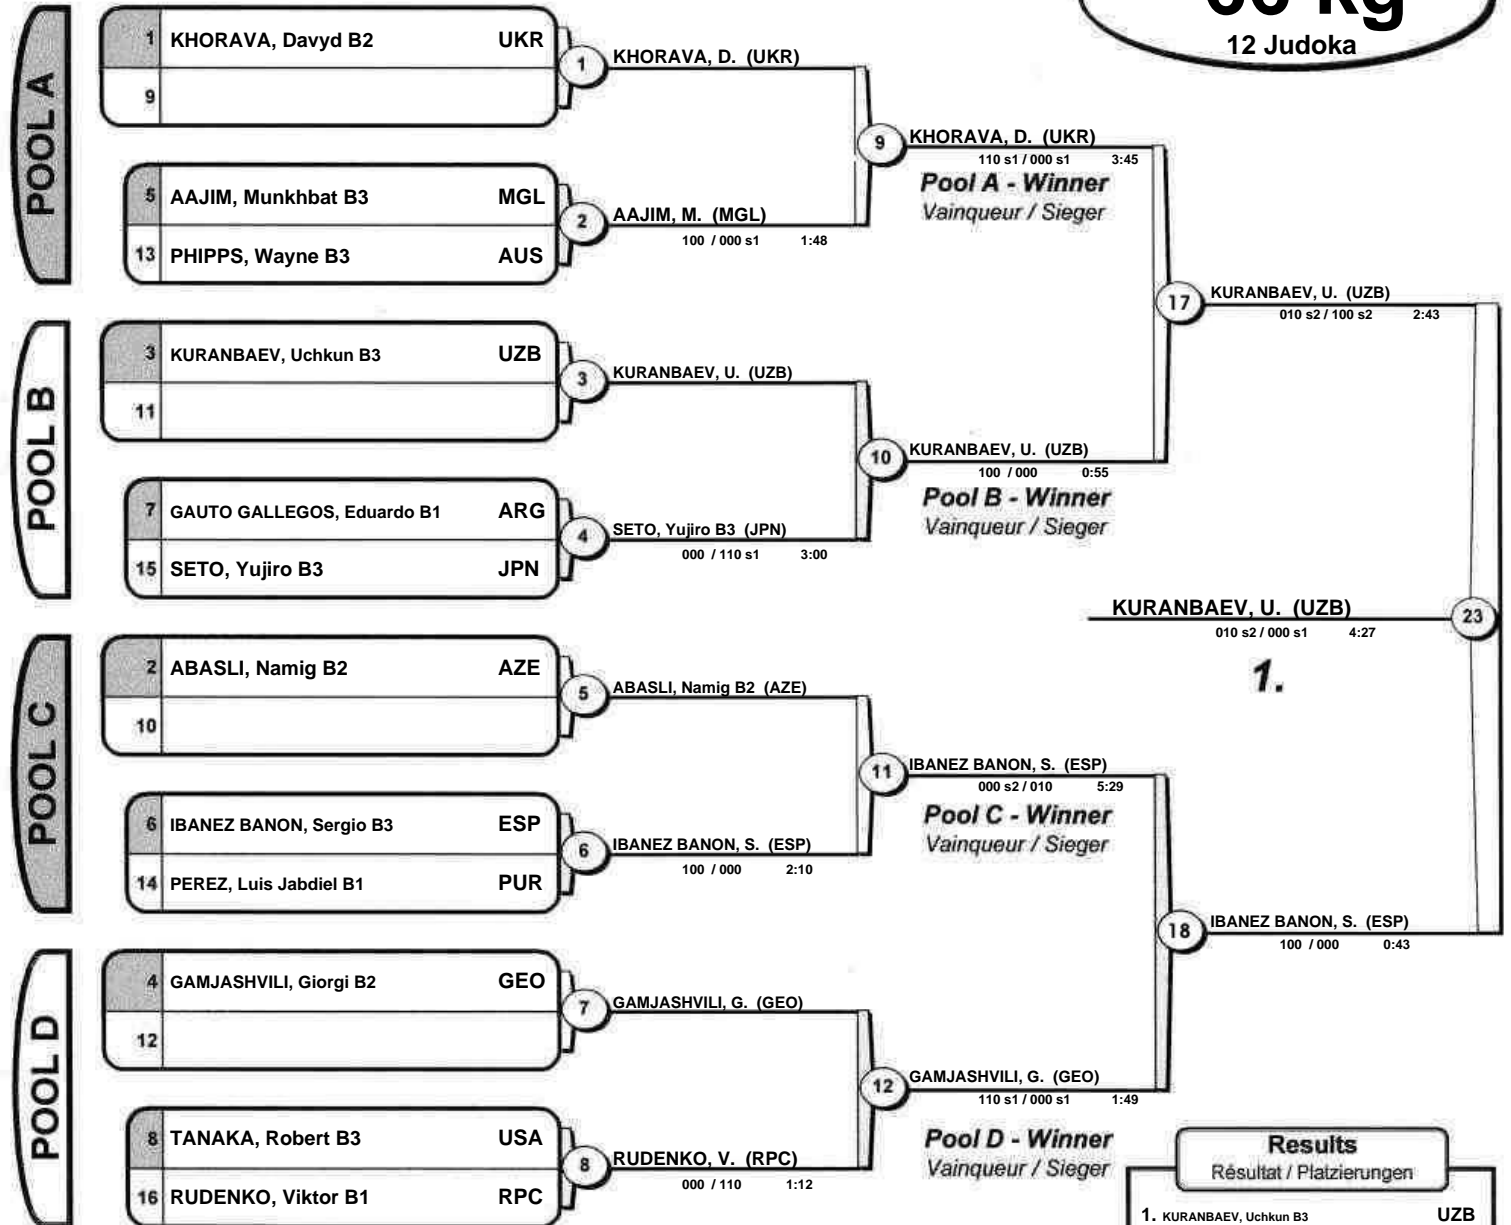 kg
12 Judoka
POOL A
1 KHORAVA, Davyd B2 UKR
9
1
KHORAVA, D. (UKR)
5 AAJIM, Munkhbat B3 MGL
13 PHIPPS, Wayne B3 AUS
2
AAJIM, M. (MGL)
100 / 000 s1 1:48
9
KHORAVA, D. (UKR)
110 s1 / 000 s1 3:45
Pool A - Winner
Vainqueur / Sieger
POOL B
3 KURANBAEV, Uchkun B3 UZB
11
3
KURANBAEV, U. (UZB)
7 GAUTO GALLEGOS, Eduardo B1 ARG
15 SETO, Yujiro B3 JPN
4
SETO, Yujiro B3 (JPN)
000 / 110 s1 3:00
10
KURANBAEV, U. (UZB)
100 / 000 0:55
Pool B - Winner
Vainqueur / Sieger
17
KURANBAEV, U. (UZB)
010 s2 / 100 s2 2:43
KURANBAEV, U. (UZB)
010 s2 / 000 s1 4:27
23
1.
POOL C
2 ABASLI, Namig B2 AZE
10
5
ABASLI, Namig B2 (AZE)
6 IBANEZ BANON, Sergio B3 ESP
14 PEREZ, Luis Jabdiel B1 PUR
6
IBANEZ BANON, S. (ESP)
100 / 000 2:10
11
IBANEZ BANON, S. (ESP)
000 s2 / 010 5:29
Pool C - Winner
Vainqueur / Sieger
18
IBANEZ BANON, S. (ESP)
100 / 000 0:43
POOL D
4 GAMJASHVILI, Giorgi B2 GEO
12
7
GAMJASHVILI, G. (GEO)
8 TANAKA, Robert B3 USA
16 RUDENKO, Viktor B1 RPC
8
RUDENKO, V. (RPC)
000 / 110 1:12
12
GAMJASHVILI, G. (GEO)
110 s1 / 000 s1 1:49
Pool D - Winner
Vainqueur / Sieger
Results
Résultat / Platzierungen
1. KURANBAEV, Uchkun B3 UZB